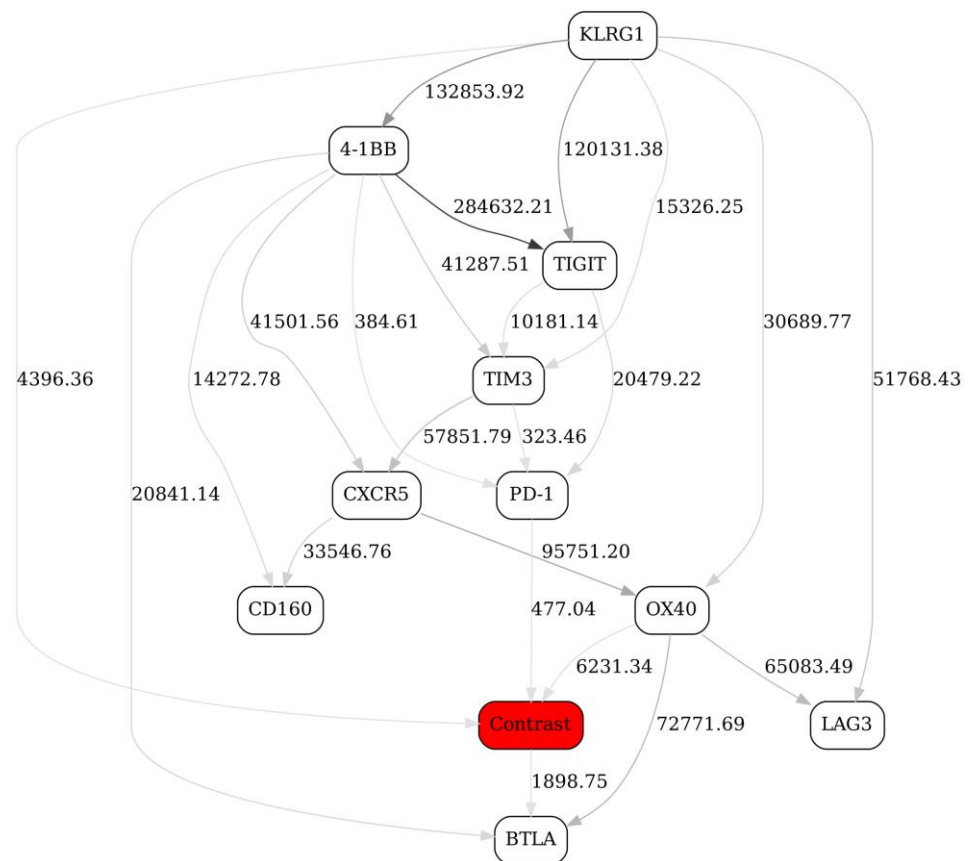 KLRG1
132853.92
4-1BB
120131.38
284632.21
15326.25
TIGIT
41287.51
41501.56
384.61
10181.14
30689.77
4396.36
14272.78
TIM3
20479.22
51768.43
57851.79
323.46
20841.14
CXCR5
PD-1
33546.76
95751.20
CD160
477.04
OX40
6231.34
65083.49
Contrast
72771.69
LAG3
1898.75
BTLA